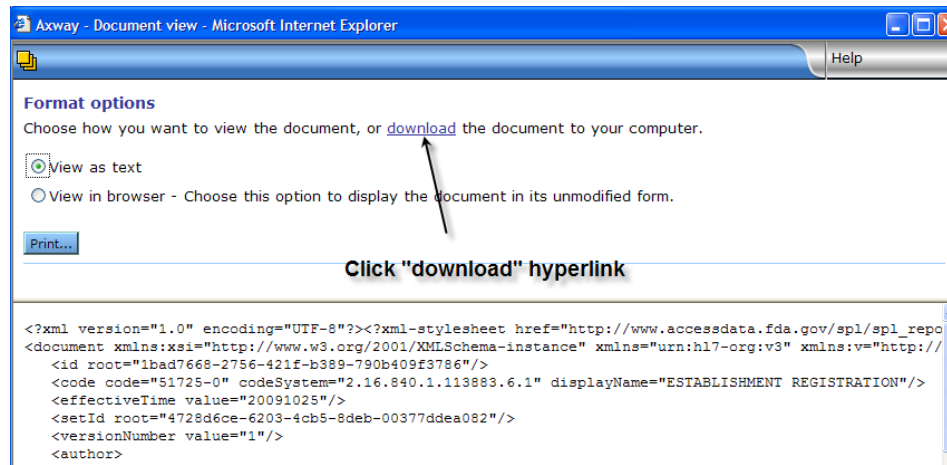 Axway - Document view - Microsoft Internet Explorer
Help
Format options
Choose how you want to view the document, or download the document to your computer.
View as text
View in browser - Choose this option to display the document in its unmodified form.
Print...
Click "download" hyperlink
<?xml version="1.0" encoding="UTF-8"?><?xml-stylesheet href="http://www.accessdata.fda.gov/spl/spl_repo
<document xmlns:xsi="http://www.w3.org/2001/XMLSchema-instance" xmlns="urn:hl7-org:v3" xmlns:v="http://
<id root="1bad7668-2756-421f-b389-790b409f3786"/>
<code code="51725-0" codeSystem="2.16.840.1.113883.6.1" displayName="ESTABLISHMENT REGISTRATION"/>
<effectiveTime value="20091025"/>
<setId root="4728d6ce-6203-4cb5-8deb-00377ddea082"/>
<versionNumber value="1"/>
<author>